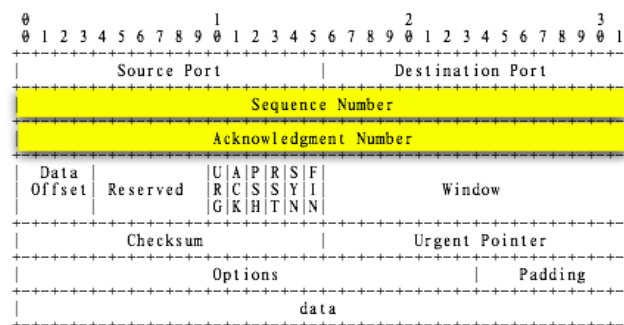 0 1 2 3
0 1 2 3 4 5 6 7 8 9 0 1 2 3 4 5 6 7 8 9 0 1 2 3 4 5 6 7 8 9 0 1
+-+-+-+-+-+-+-+-+-+-+-+-+-+-+-+-+-+-+-+-+-+-+-+-+-+-+-+-+-+-+-+-
| Source Port | Destination Port
+-+-+-+-+-+-+-+-+-+-+-+-+-+-+-+-+-+-+-+-+-+-+-+-+-+-+-+-+-+-+-+-
| Sequence Number
+-+-+-+-+-+-+-+-+-+-+-+-+-+-+-+-+-+-+-+-+-+-+-+-+-+-+-+-+-+-+-+-
| Acknowledgment Number
+-+-+-+-+-+-+-+-+-+-+-+-+-+-+-+-+-+-+-+-+-+-+-+-+-+-+-+-+-+-+-+-
| Data |U|A|P|R|S|F|
| Offset| Reserved |R|C|S|S|Y|I| Window
| |G|K|H|T|N|N|
+-+-+-+-+-+-+-+-+-+-+-+-+-+-+-+-+-+-+-+-+-+-+-+-+-+-+-+-+-+-+-+-
| Checksum | Urgent Pointer
+-+-+-+-+-+-+-+-+-+-+-+-+-+-+-+-+-+-+-+-+-+-+-+-+-+-+-+-+-+-+-+-
| Options | Padding
+-+-+-+-+-+-+-+-+-+-+-+-+-+-+-+-+-+-+-+-+-+-+-+-+-+-+-+-+-+-+-+-
| data
+-+-+-+-+-+-+-+-+-+-+-+-+-+-+-+-+-+-+-+-+-+-+-+-+-+-+-+-+-+-+-+-